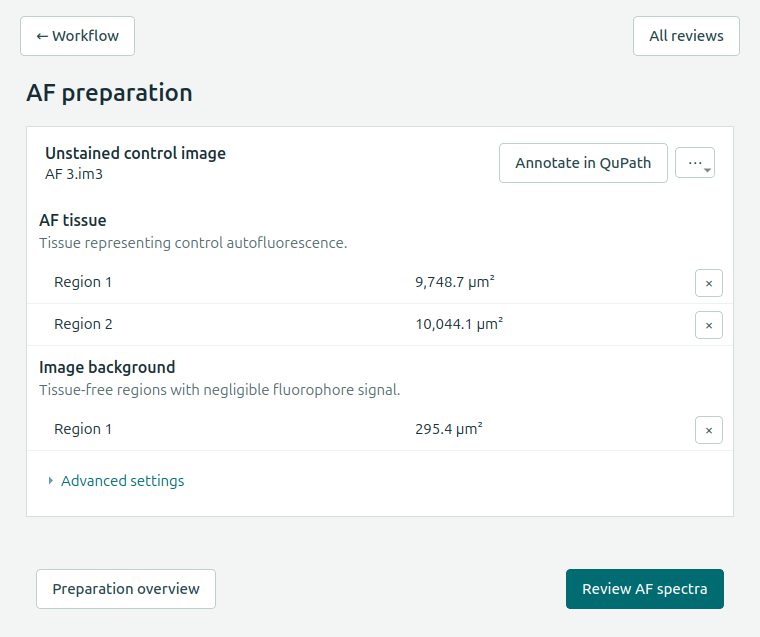 ← Workflow
All reviews
AF preparation
Unstained control image
AF 3.im3
Annotate in QuPath
...
AF tissue
Tissue representing control autofluorescence.
Region 1 9,748.7 µm² ×
Region 2 10,044.1 µm² ×
Image background
Tissue-free regions with negligible fluorophore signal.
Region 1 295.4 µm² ×
Advanced settings
Preparation overview
Review AF spectra